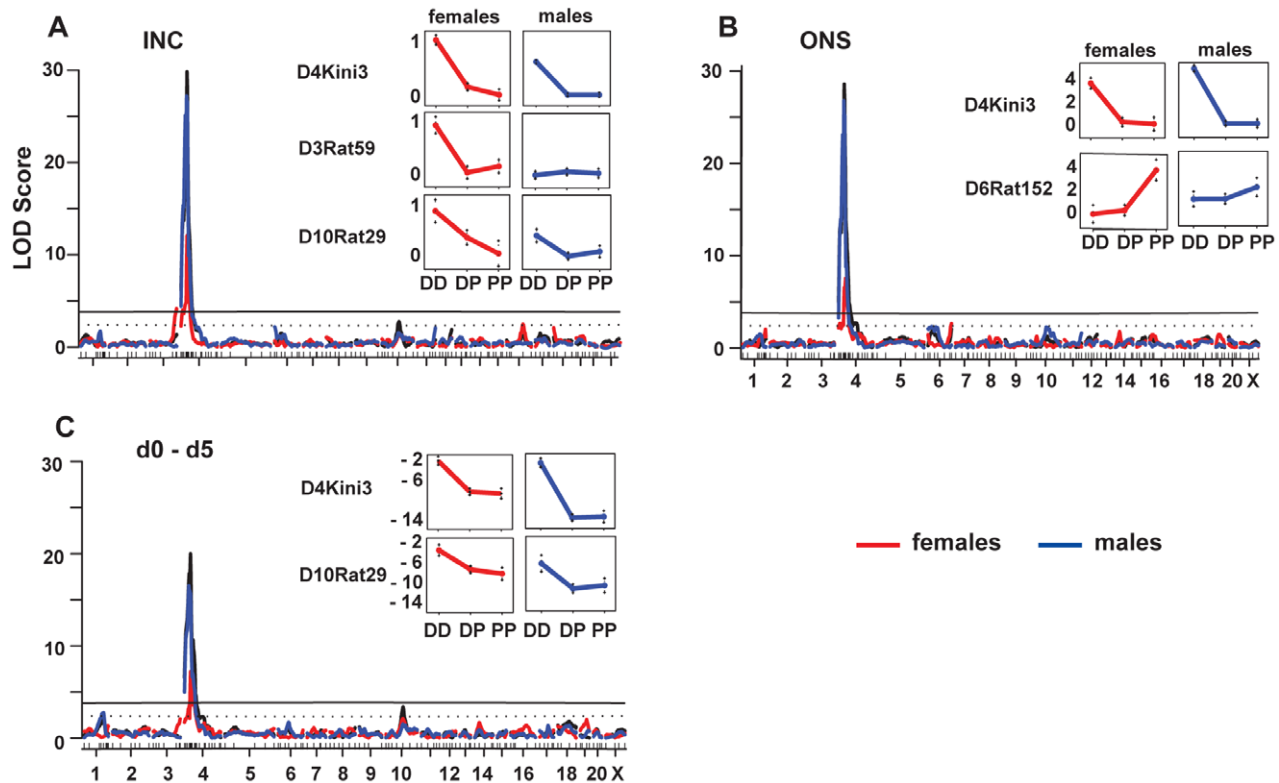 A
INC
females males
D4Kini3
1
0
D3Rat59
1
0
D10Rat29
1
0
DD DP PP DD DP PP
LOD Score
30
20
10
0
1 2 3 4 5 6 7 8 9 10 12 14 16 18 20 X
B
ONS
females males
D4Kini3
4
2
0
D6Rat152
4
2
0
DD DP PP DD DP PP
30
20
10
0
1 2 3 4 5 6 7 8 9 10 12 14 16 18 20 X
C
d0 - d5
D4Kini3
- 2
- 6
- 14
D10Rat29
- 2
- 6
- 10
- 14
DD DP PP DD DP PP
30
20
10
0
females males